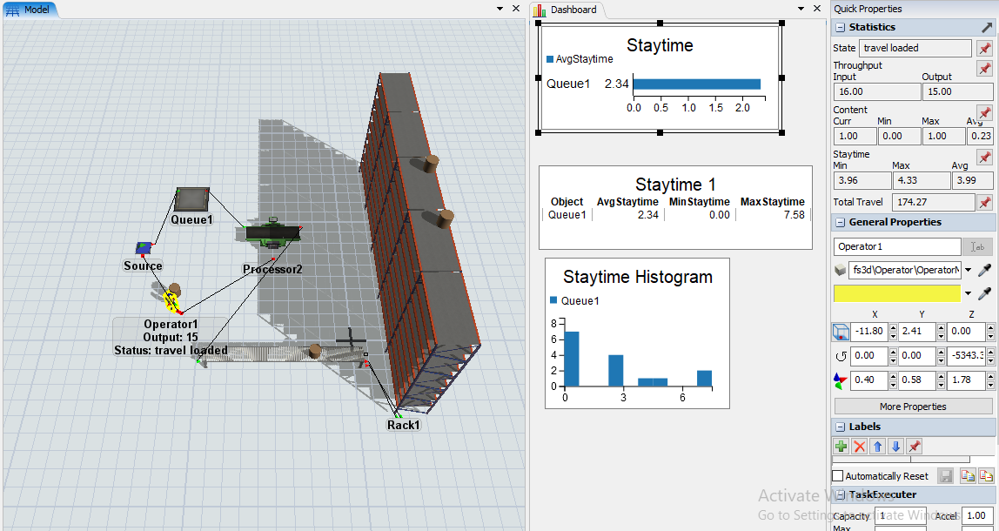 Model
Queue1
Source
Processor2
Operator1
Output: 15
Status: travel loaded
Rack1
Dashboard
Staytime
AvgStaytime
Queue1 2.34
0.0 0.5 1.0 1.5 2.0
Staytime 1
Object AvgStaytime MinStaytime MaxStaytime
Queue1 2.34 0.00 7.58
Staytime Histogram
Queue1
8
6
4
2
0
0 3 6
Quick Properties
Statistics
State travel loaded
Throughput
Input Output
16.00 15.00
Content
Curr Min Max Avg
1.00 0.00 1.00 0.23
Staytime
Min Max Avg
3.96 4.33 3.99
Total Travel 174.27
General Properties
Operator1
fs3d\Operator\Operator
X Y Z
-11.80 2.41 0.00
0.00 0.00 -5343.3
0.40 0.58 1.78
More Properties
Labels
Automatically Reset
TaskExecuter
Capacity 1 Accel 1.00
Max
Activate Windows
Go to Settings to activate Windows.